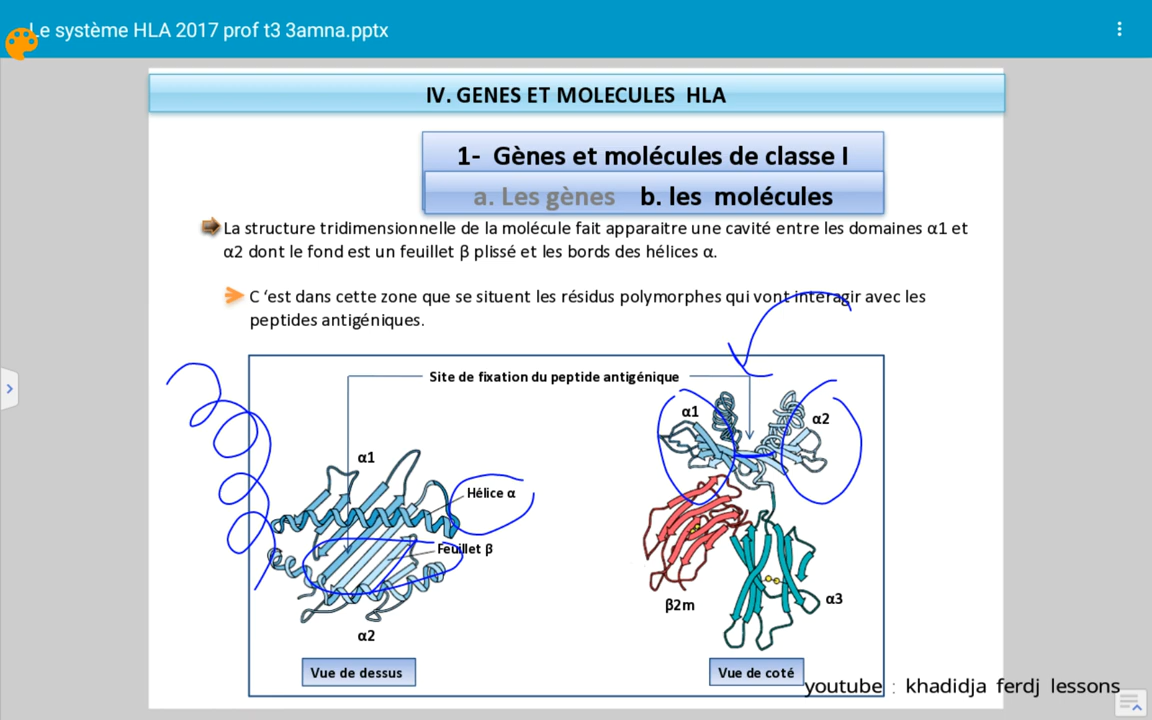 Le système HLA 2017 prof t3 3amna.pptx
IV. GENES ET MOLECULES HLA
1- Gènes et molécules de classe I
a. Les gènes b. les molécules
La structure tridimensionnelle de la molécule fait apparaitre une cavité entre les domaines α1 et
α2 dont le fond est un feuillet β plissé et les bords des hélices α.
C ‘est dans cette zone que se situent les résidus polymorphes qui vont interagir avec les
peptides antigéniques.
Site de fixation du peptide antigénique
α1
α2
α1
Hélice α
Feuillet β
β2m
α3
α2
Vue de dessus
Vue de coté
youtube : khadidja ferdj lessons